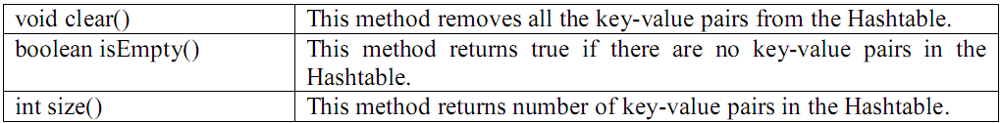 void clear() This method removes all the key-value pairs from the Hashtable.
boolean isEmpty() This method returns true if there are no key-value pairs in the
Hashtable.
int size() This method returns number of key-value pairs in the Hashtable.